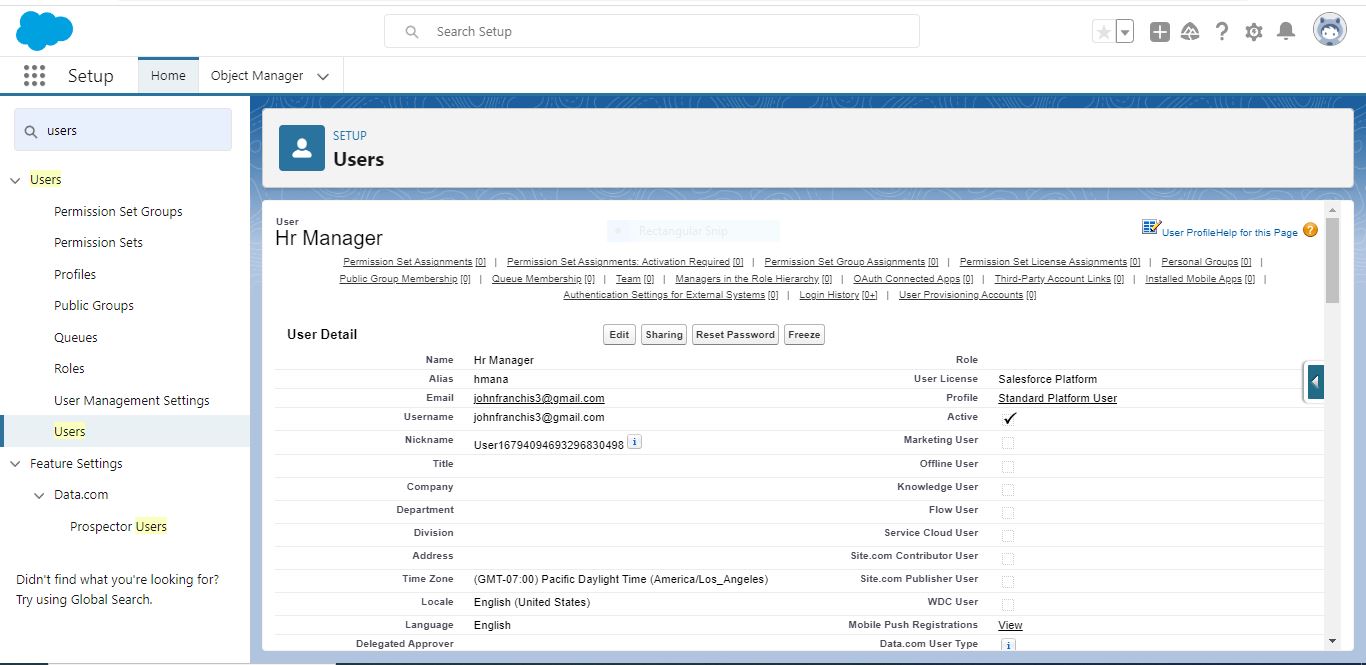 Search Setup
Setup
Home
Object Manager
users
Users
Permission Set Groups
Permission Sets
Profiles
Public Groups
Queues
Roles
User Management Settings
Users
Feature Settings
Data.com
Prospector Users
Didn't find what you're looking for?
Try using Global Search.
SETUP
Users
User
Hr Manager
Rectangular Snip
User ProfileHelp for this Page ?
Permission Set Assignments [0] | Permission Set Assignments: Activation Required [0] | Permission Set Group Assignments [0] | Permission Set License Assignments [0] | Personal Groups [0] |
Public Group Membership [0] | Queue Membership [0] | Team [0] | Managers in the Role Hierarchy [0] | OAuth Connected Apps [0] | Third-Party Account Links [0] | Installed Mobile Apps [0] |
Authentication Settings for External Systems [0] | Login History [0+] | User Provisioning Accounts [0]
User Detail Edit Sharing Reset Password Freeze
Name Hr Manager Role
Alias hmana User License Salesforce Platform
Email johnfranchis3@gmail.com Profile Standard Platform User
Username johnfranchis3@gmail.com Active
Nickname User16794094693296830498 i Marketing User
Title Offline User
Company Knowledge User
Department Flow User
Division Service Cloud User
Address Site.com Contributor User
Time Zone (GMT-07:00) Pacific Daylight Time (America/Los_Angeles) Site.com Publisher User
Locale English (United States) WDC User
Language English Mobile Push Registrations View
Delegated Approver Data.com User Type i